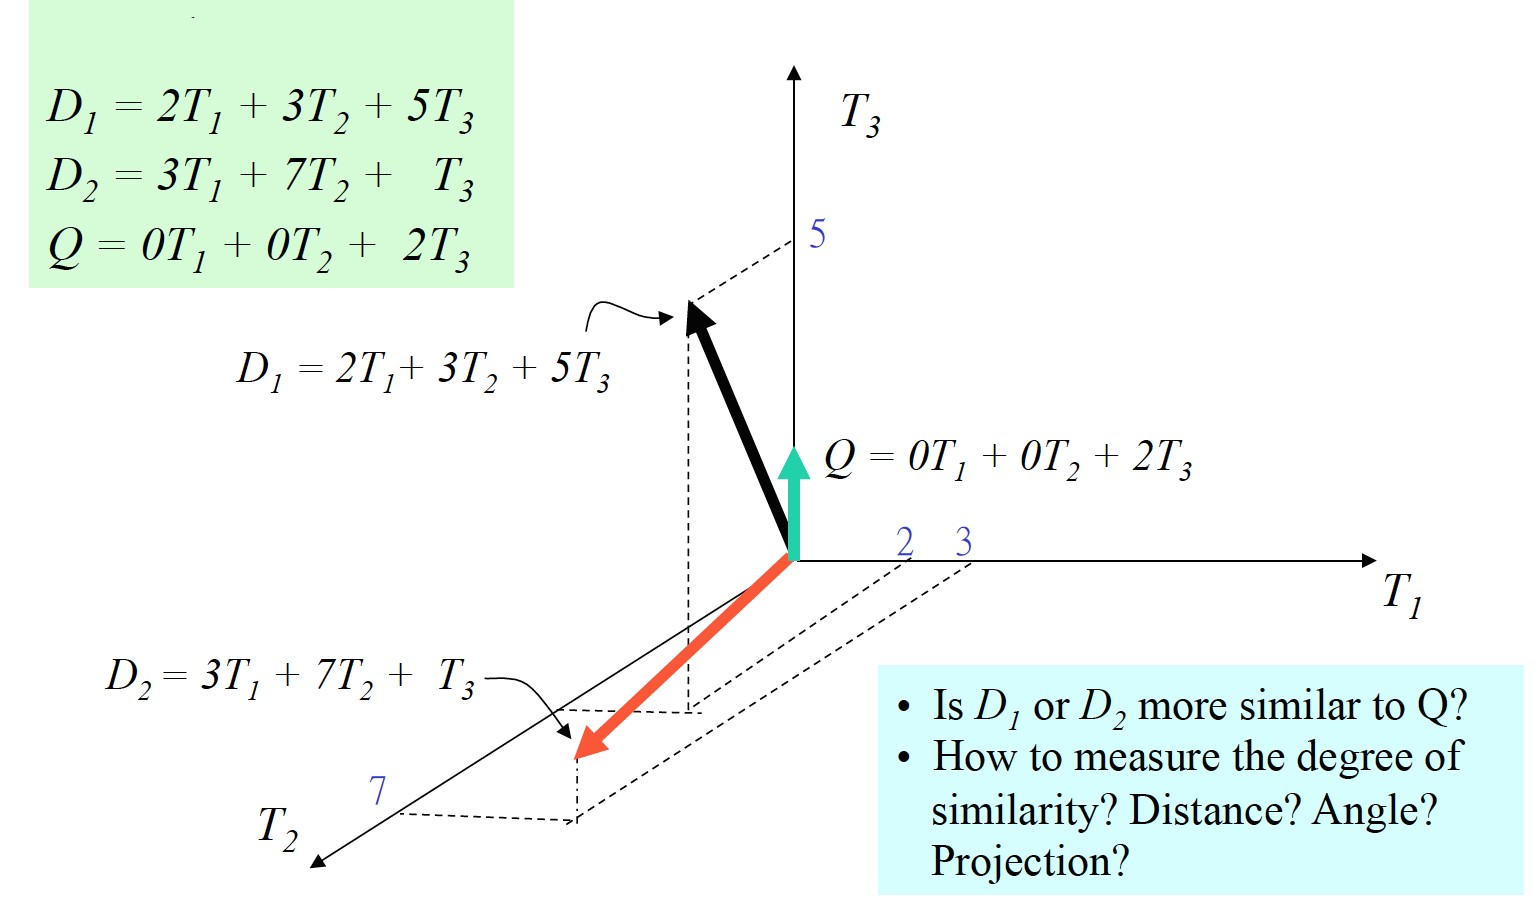 D₁ = 2T₁ + 3T₂ + 5T₃
D₂ = 3T₁ + 7T₂ + T₃
Q = 0T₁ + 0T₂ + 2T₃
T₃
5
D₁ = 2T₁+ 3T₂ + 5T₃
Q = 0T₁ + 0T₂ + 2T₃
2 3
T₁
D₂ = 3T₁ + 7T₂ + T₃
7
T₂
• Is D₁ or D₂ more similar to Q?
• How to measure the degree of
similarity? Distance? Angle?
Projection?